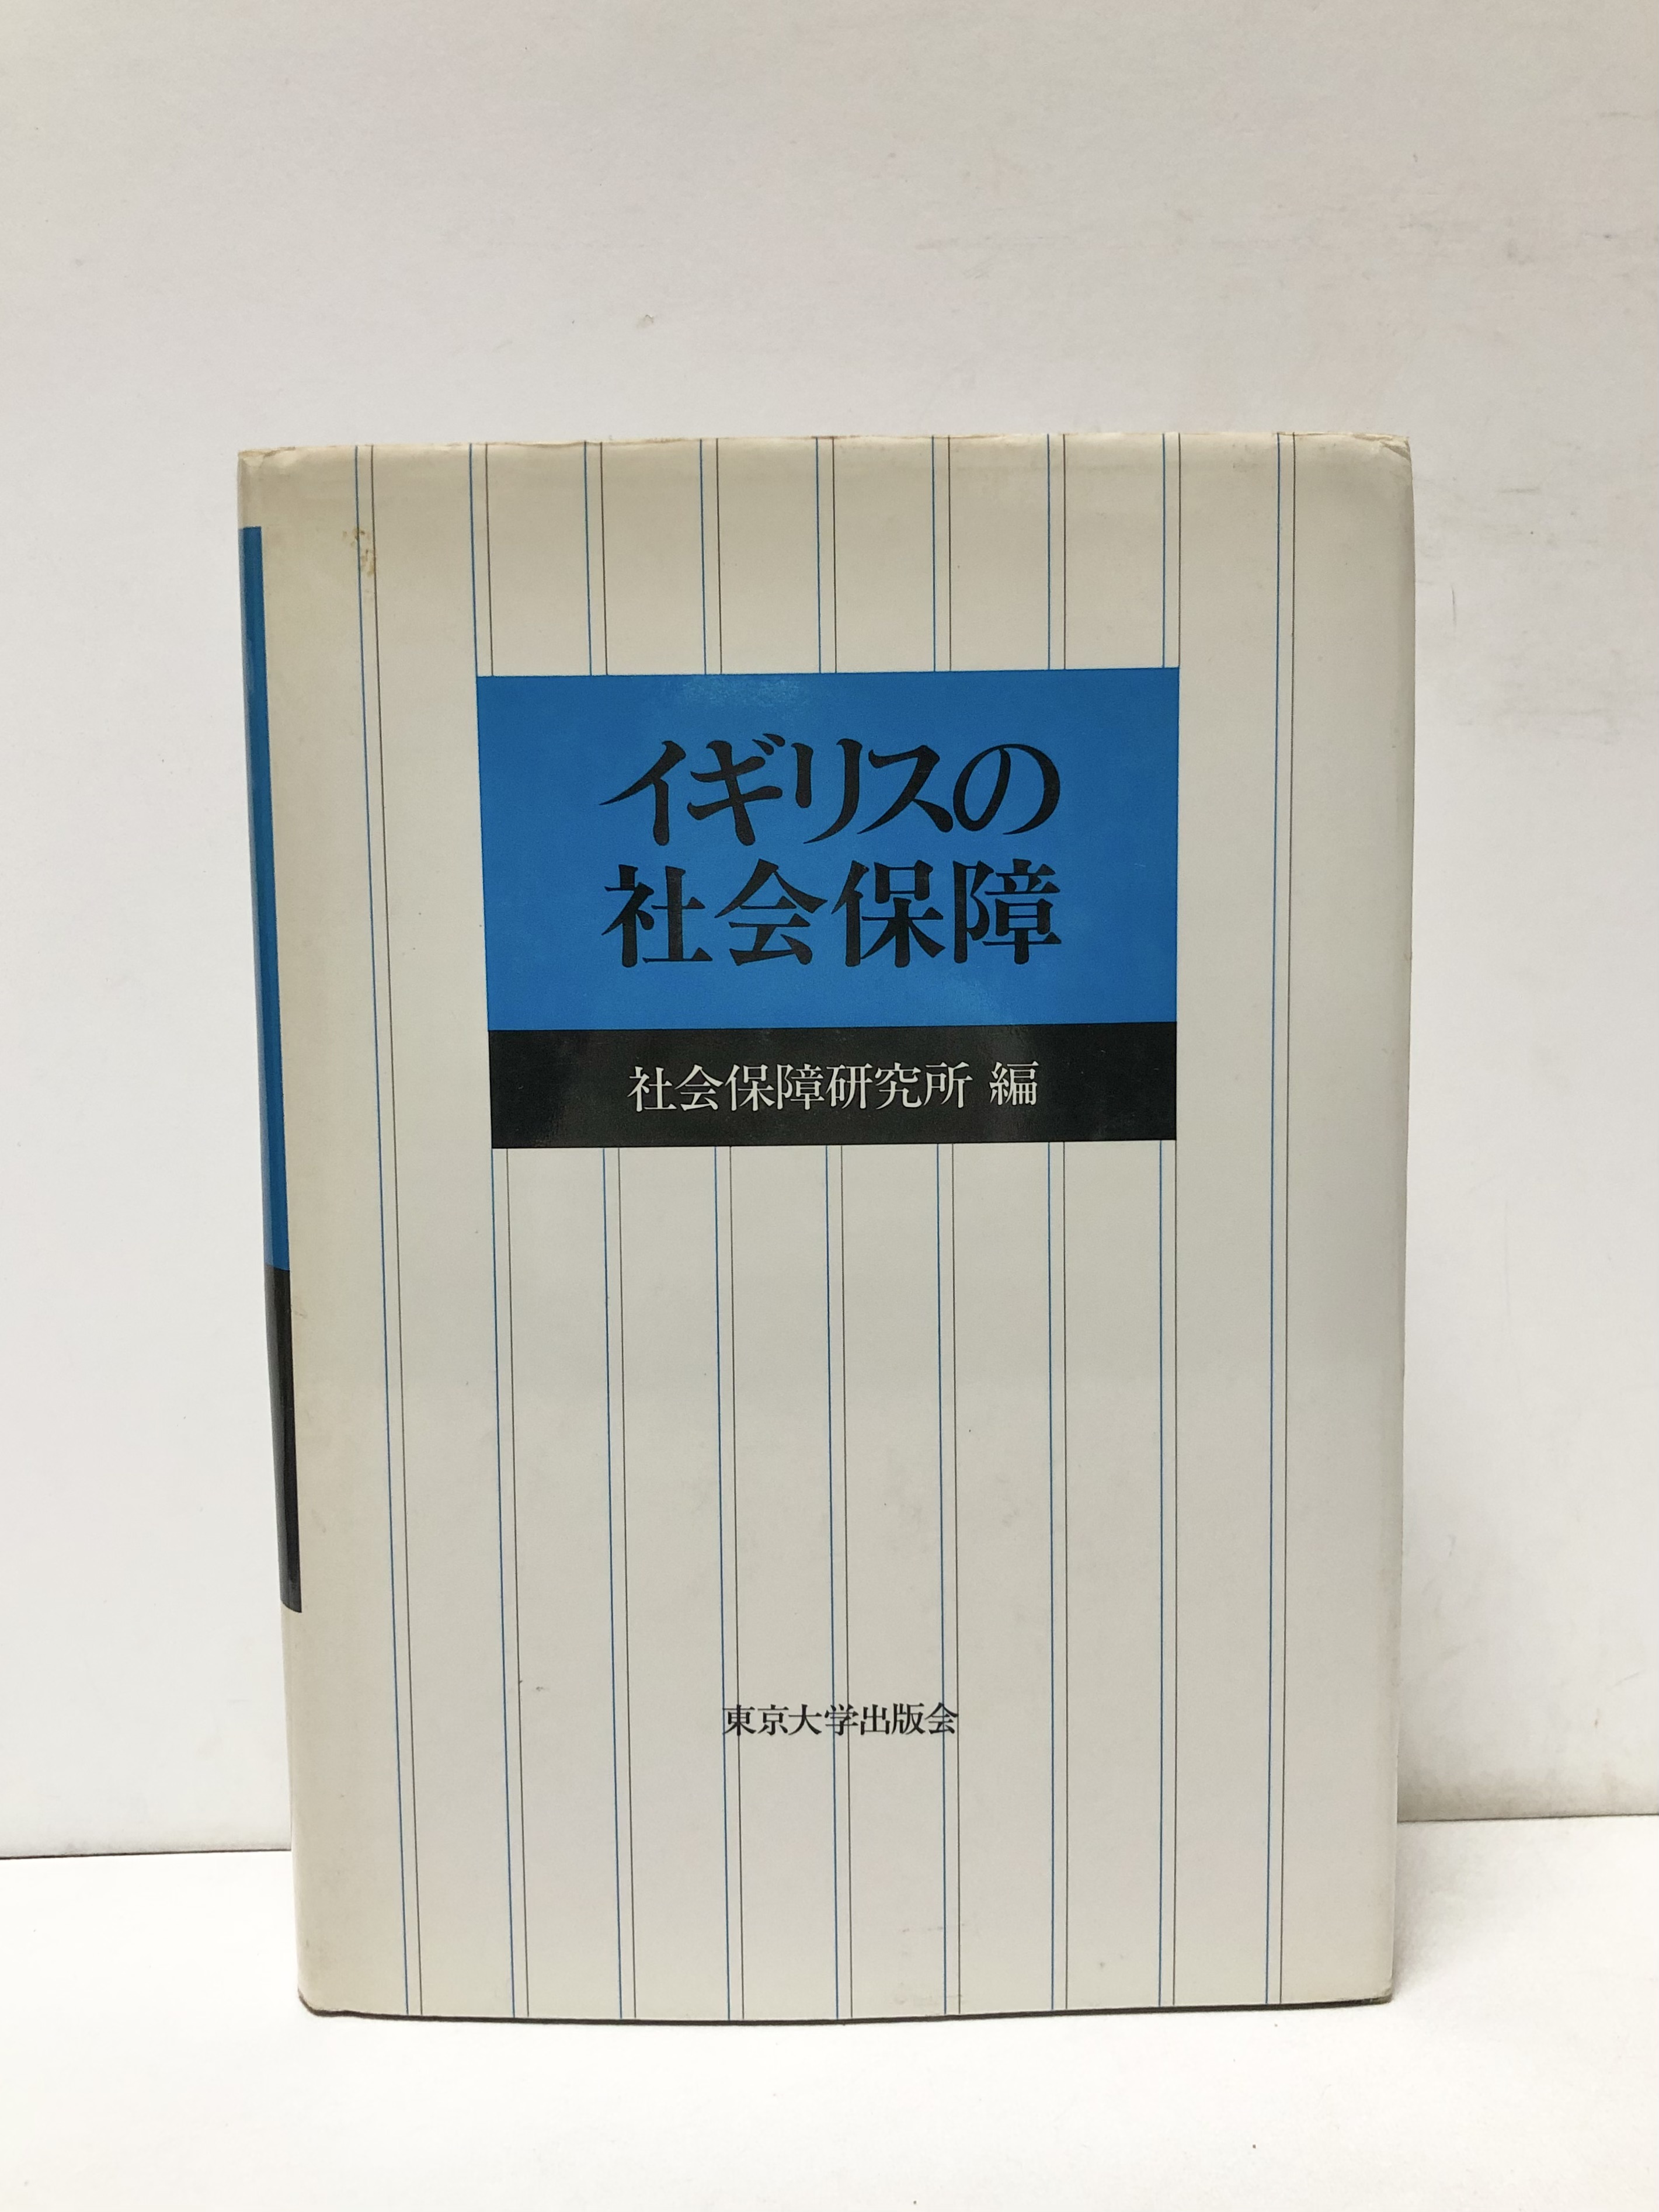 イギリスの
社会保障
社会保障研究所 編
東京大学出版会